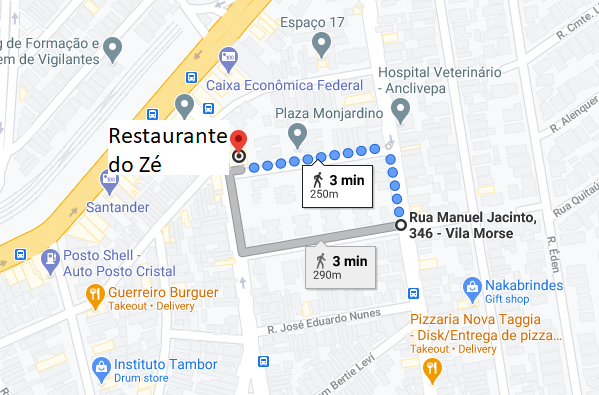 Espaço 17
g de Formação e
em de Vigilantes
R. Cmte. L
Caixa Econômica Federal
Hospital Veterinário
- Anclivepa
Plaza Monjardino
R. Alenquer
Restaurante
do Zé
3 min
250m
Santander
Rua Manuel Jacinto,
346 - Vila Morse
Rua Quitaú
R. Éden
Posto Shell -
Auto Posto Cristal
3 min
290m
Guerreiro Burguer
Takeout • Delivery
Nakabrindes
Gift shop
R. José Eduardo Nunes
Pizzaria Nova Taggia
- Disk/Entrega de pizza...
Takeout • Delivery
Instituto Tambor
Drum store
m Bertie Levi